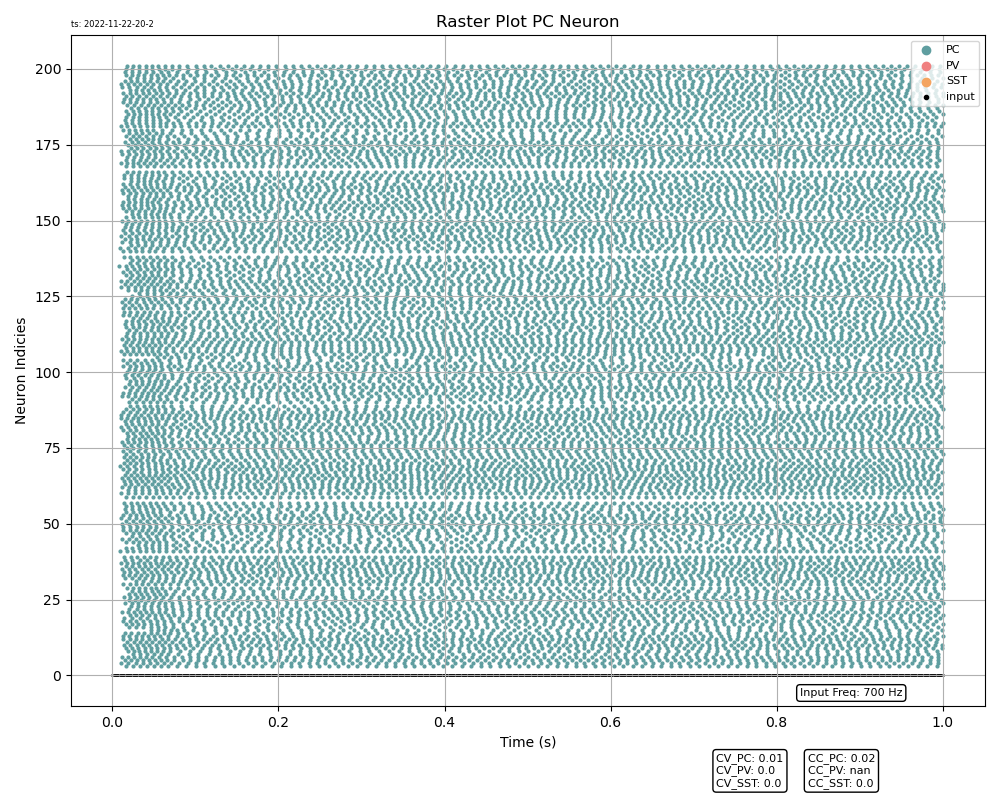 ts: 2022-11-22-20-2
Raster Plot PC Neuron
PC
PV
SST
input
200
175
150
125
100
75
50
25
0
Neuron Indicies
Input Freq: 700 Hz
0.0 0.2 0.4 0.6 0.8 1.0
Time (s)
CV_PC: 0.01
CV_PV: 0.0
CV_SST: 0.0
CC_PC: 0.02
CC_PV: nan
CC_SST: 0.0